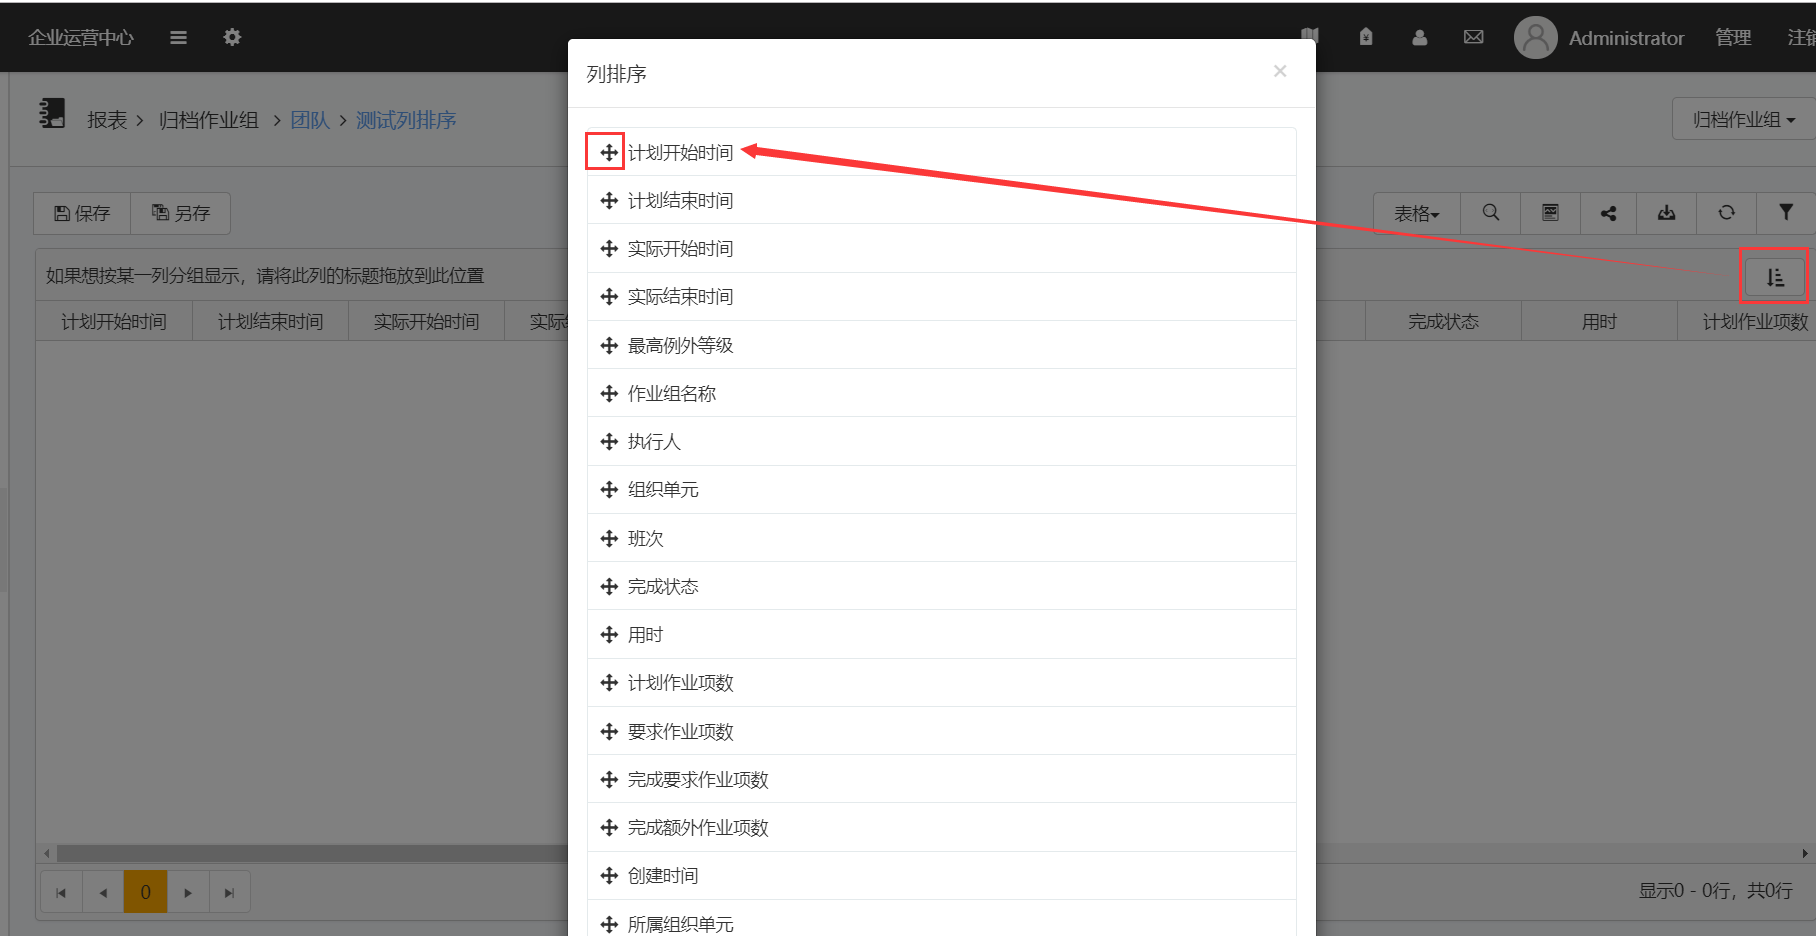 企业运营中心
Administrator 管理
列排序
报表 > 归档作业组 > 团队 > 测试列排序
归档作业组
保存 另存
表格
如果想按某一列分组显示，请将此列的标题拖放到此位置
计划开始时间 计划结束时间 实际开始时间 完成状态 用时 计划作业项数
计划开始时间
计划结束时间
实际开始时间
实际结束时间
最高例外等级
作业组名称
执行人
组织单元
班次
完成状态
用时
计划作业项数
要求作业项数
完成要求作业项数
完成额外作业项数
创建时间
所属组织单元
0
显示0 - 0行，共0行